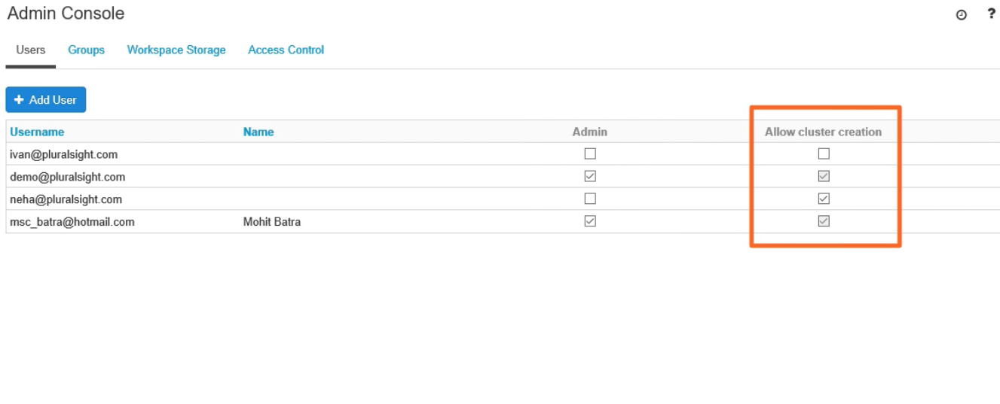 Admin Console ?
Users Groups Workspace Storage Access Control
+ Add User
Username Name Admin Allow cluster creation
ivan@pluralsight.com
demo@pluralsight.com
neha@pluralsight.com
msc_batra@hotmail.com Mohit Batra